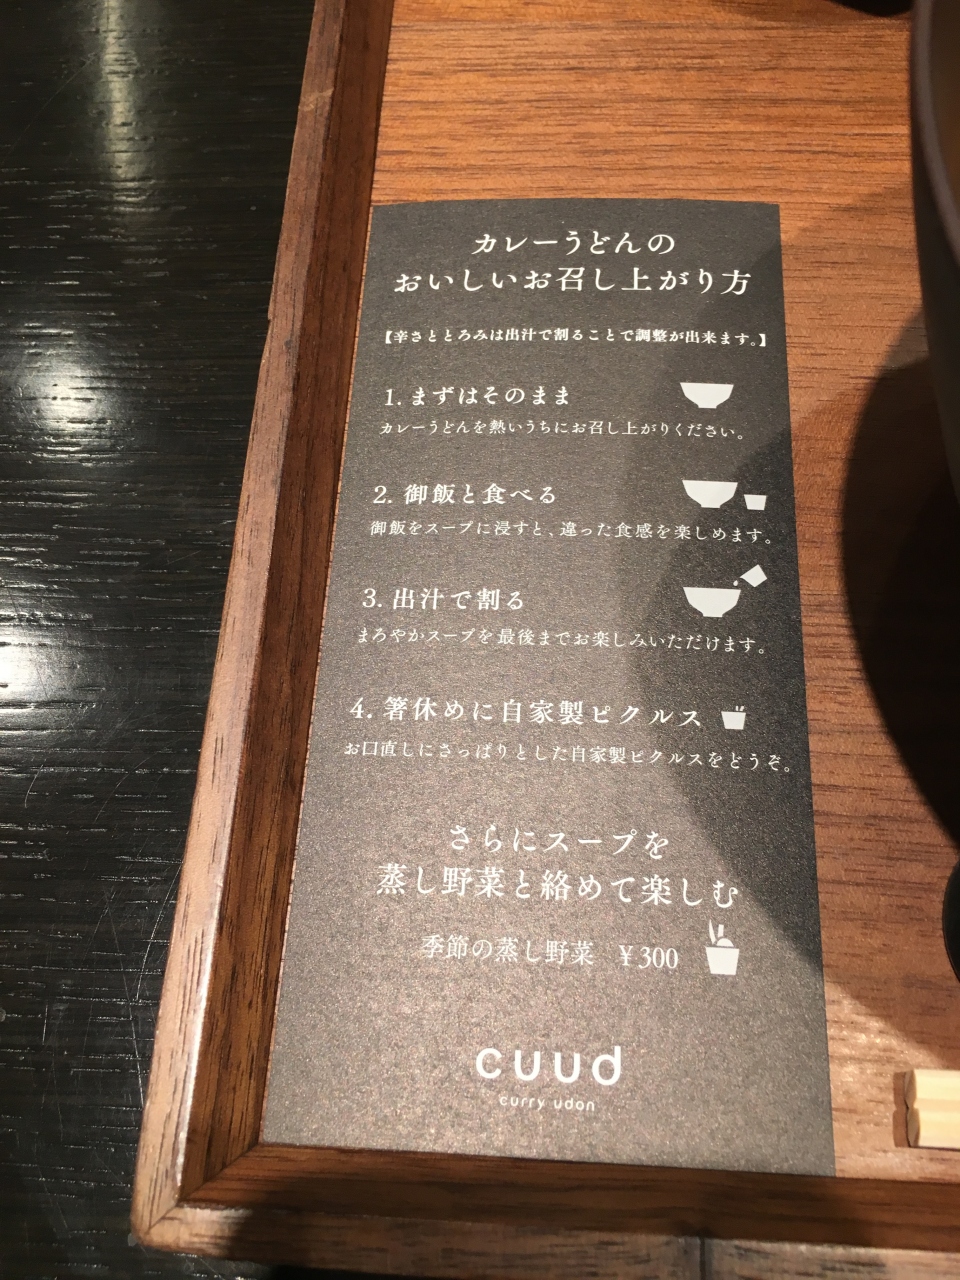 カレーうどんの
おいしいお召し上がり方
【辛さととろみは出汁で割ることで調整が出来ます。】
1. まずはそのまま
カレーうどんを熱いうちにお召し上がりください。
2. 御飯と食べる
御飯をスープに浸すと、違った食感を楽しめます。
3. 出汁で割る
まろやかスープを最後までお楽しみいただけます。
4. 箸休めに自家製ピクルス
お口直しにさっぱりとした自家製ピクルスをどうぞ。
さらにスープを
蒸し野菜と絡めて楽しむ
季節の蒸し野菜 ¥300
cuud
curry udon